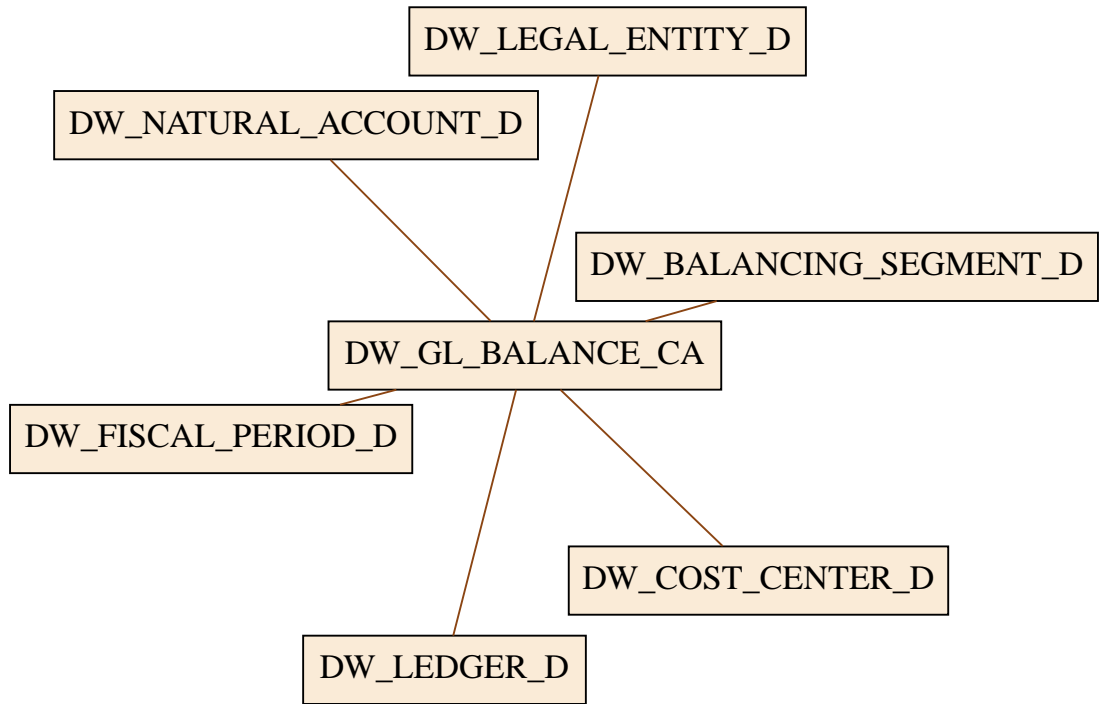 DW_LEGAL_ENTITY_D
DW_NATURAL_ACCOUNT_D
DW_BALANCING_SEGMENT_D
DW_GL_BALANCE_CA
DW_FISCAL_PERIOD_D
DW_COST_CENTER_D
DW_LEDGER_D